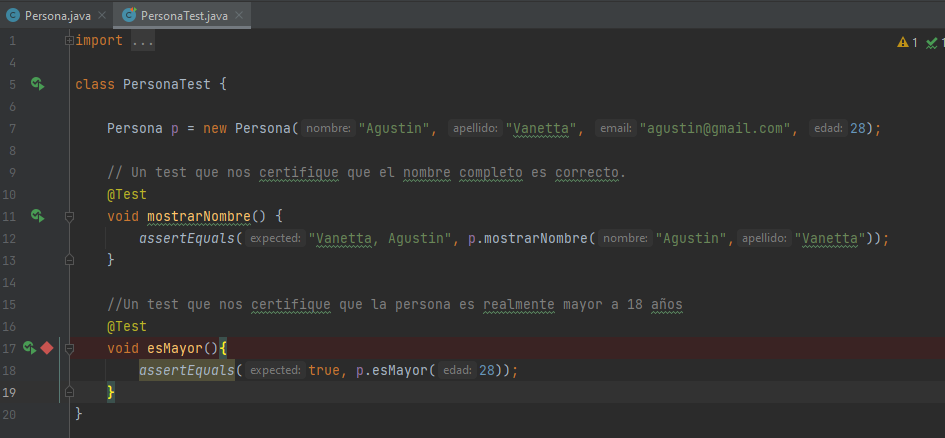 Persona.java PersonaTest.java
1 import ... 1 1
4
5 class PersonaTest {
6
7 Persona p = new Persona( nombre: "Agustin", apellido: "Vanetta", email: "agustin@gmail.com", edad: 28);
8
9 // Un test que nos certifique que el nombre completo es correcto.
10 @Test
11 void mostrarNombre() {
12 assertEquals( expected: "Vanetta, Agustin", p.mostrarNombre( nombre: "Agustin", apellido: "Vanetta"));
13 }
14
15 //Un test que nos certifique que la persona es realmente mayor a 18 años
16 @Test
17 void esMayor(){
18 assertEquals( expected: true, p.esMayor( edad: 28));
19 }
20 }